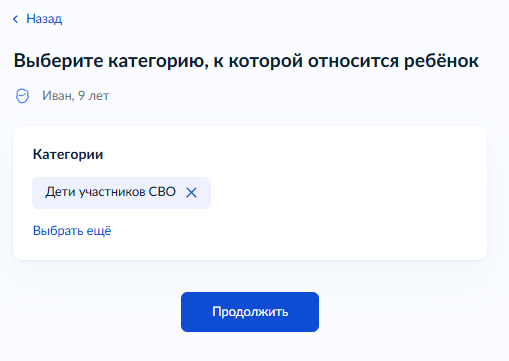 Назад
Выберите категорию, к которой относится ребёнок
Иван, 9 лет
Категории
Дети участников СВО
Выбрать ещё
Продолжить